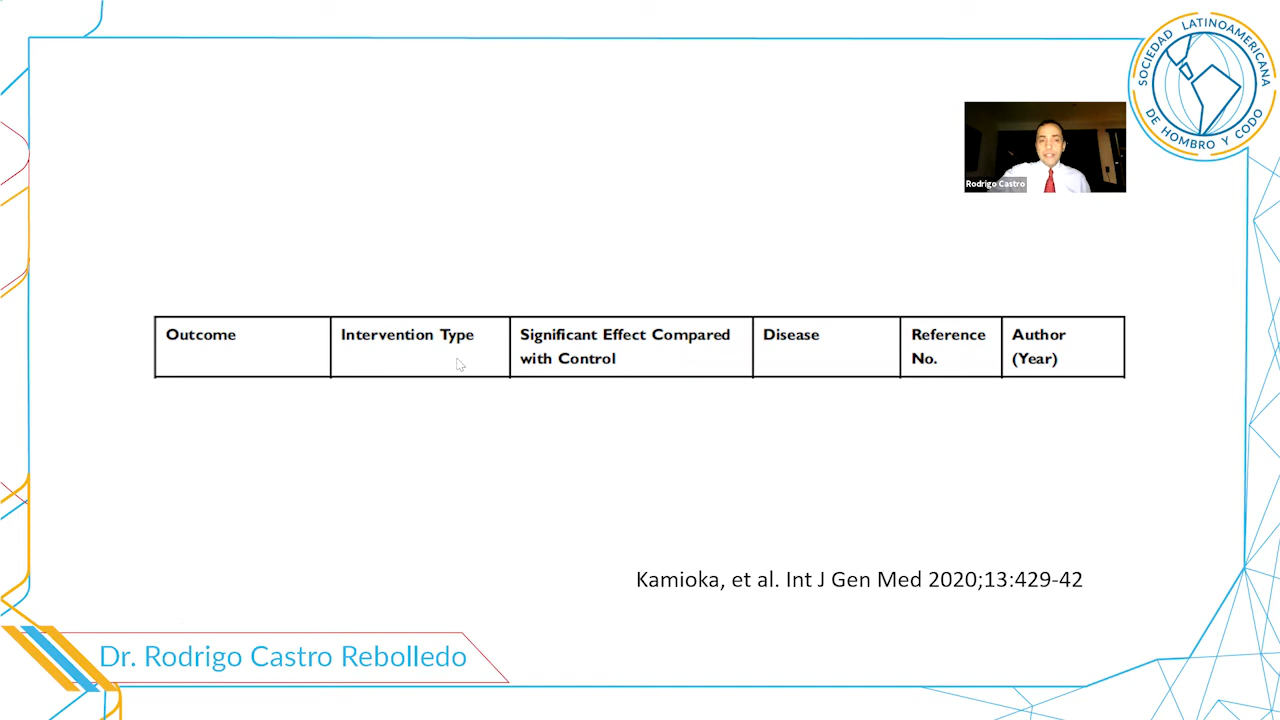 SOCIEDAD LATINOAMERICANA
DE HOMBRO Y CODO
Rodrigo Castro
Outcome
Intervention Type
Significant Effect Compared
with Control
Disease
Reference
No.
Author
(Year)
Kamioka, et al. Int J Gen Med 2020;13:429-42
Dr. Rodrigo Castro Rebolledo